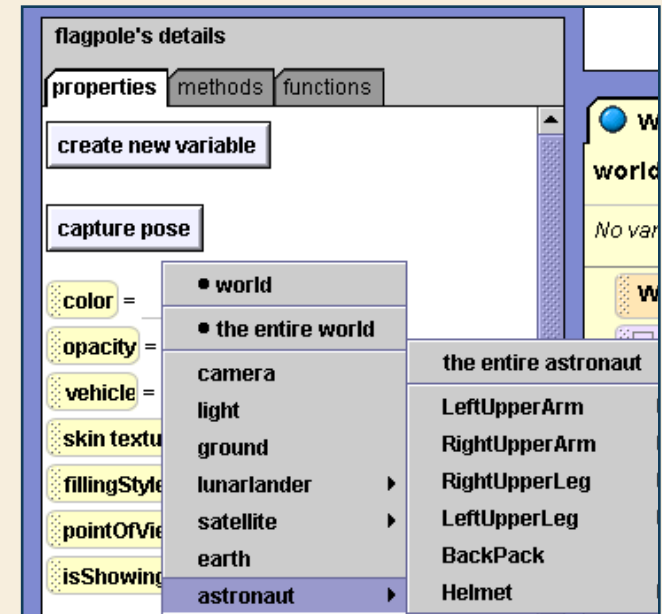 flagpole's details
properties methods functions
create new variable
capture pose
color =
opacity =
vehicle =
skin textu
fillingStyle
pointOfVie
isShowing
• world
• the entire world
camera
light
ground
lunarlander
satellite
earth
astronaut
the entire astronaut
LeftUpperArm
RightUpperArm
RightUpperLeg
LeftUpperLeg
BackPack
Helmet
w
world
No var
W